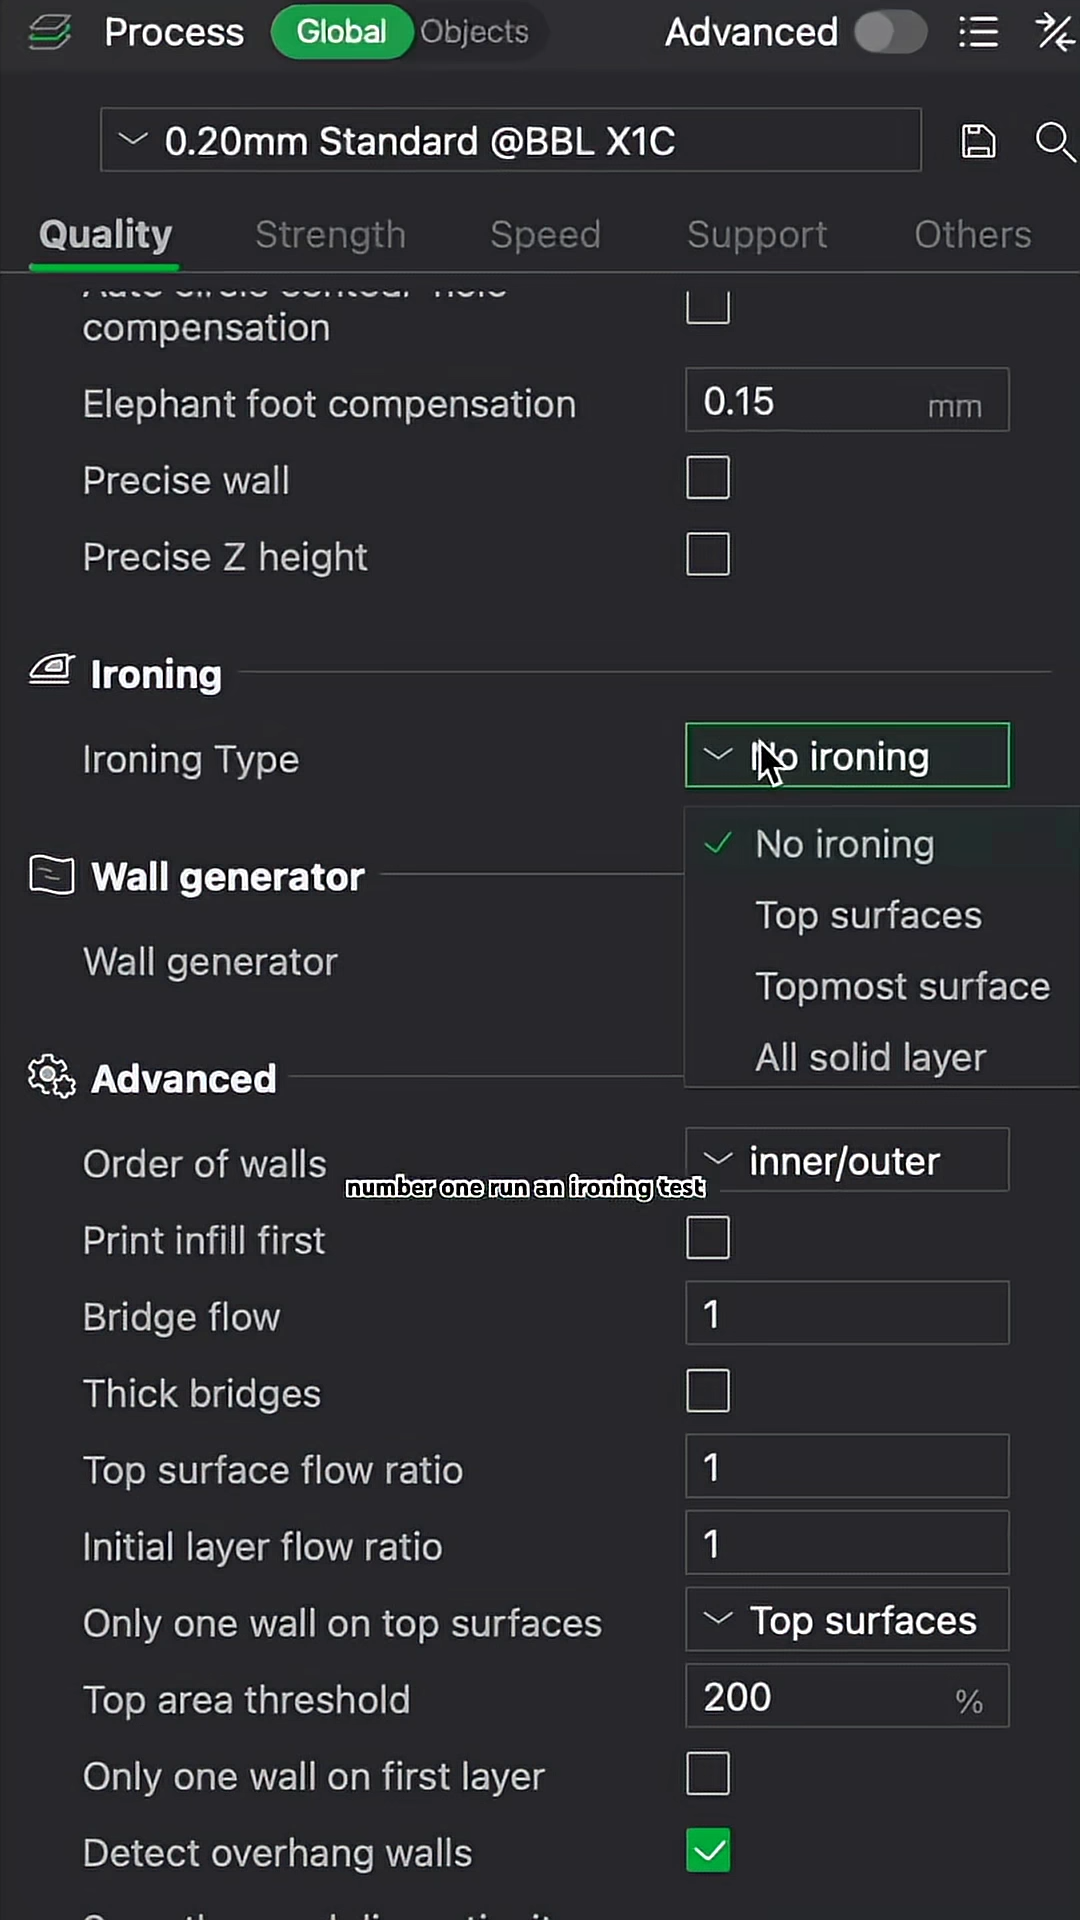 Process Global Objects Advanced
0.20mm Standard @BBL X1C
Quality Strength Speed Support Others
compensation
Elephant foot compensation 0.15 mm
Precise wall
Precise Z height
Ironing
Ironing Type No ironing
No ironing
Top surfaces
Topmost surface
All solid layer
Wall generator
Wall generator
Advanced
Order of walls inner/outer
number one run an ironing test
Print infill first
Bridge flow 1
Thick bridges
Top surface flow ratio 1
Initial layer flow ratio 1
Only one wall on top surfaces Top surfaces
Top area threshold 200 %
Only one wall on first layer
Detect overhang walls